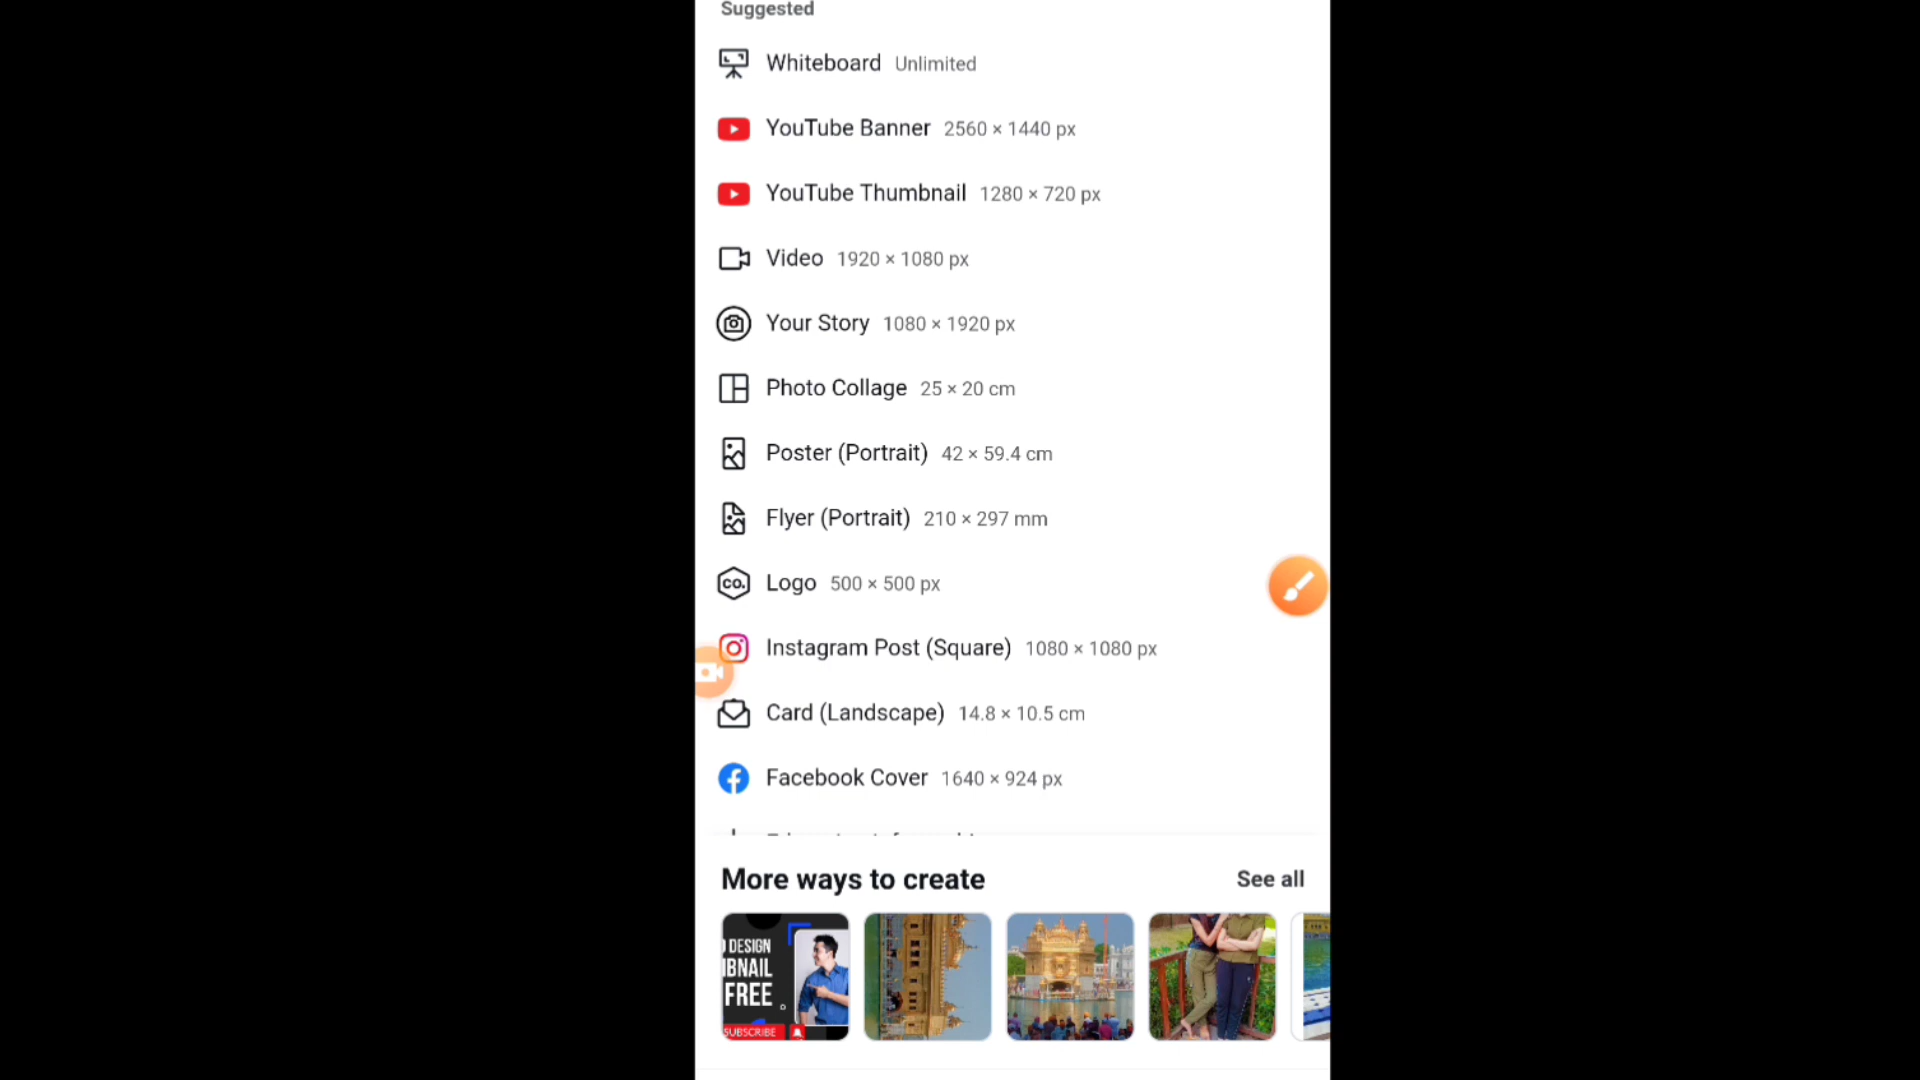 Suggested
Whiteboard Unlimited
YouTube Banner 2560 × 1440 px
YouTube Thumbnail 1280 × 720 px
Video 1920 × 1080 px
Your Story 1080 × 1920 px
Photo Collage 25 × 20 cm
Poster (Portrait) 42 × 59.4 cm
Flyer (Portrait) 210 × 297 mm
CO. Logo 500 × 500 px
Instagram Post (Square) 1080 × 1080 px
Card (Landscape) 14.8 × 10.5 cm
Facebook Cover 1640 × 924 px
More ways to create See all
DESIGN
BNAIL
FREE
SUBSCRIBE